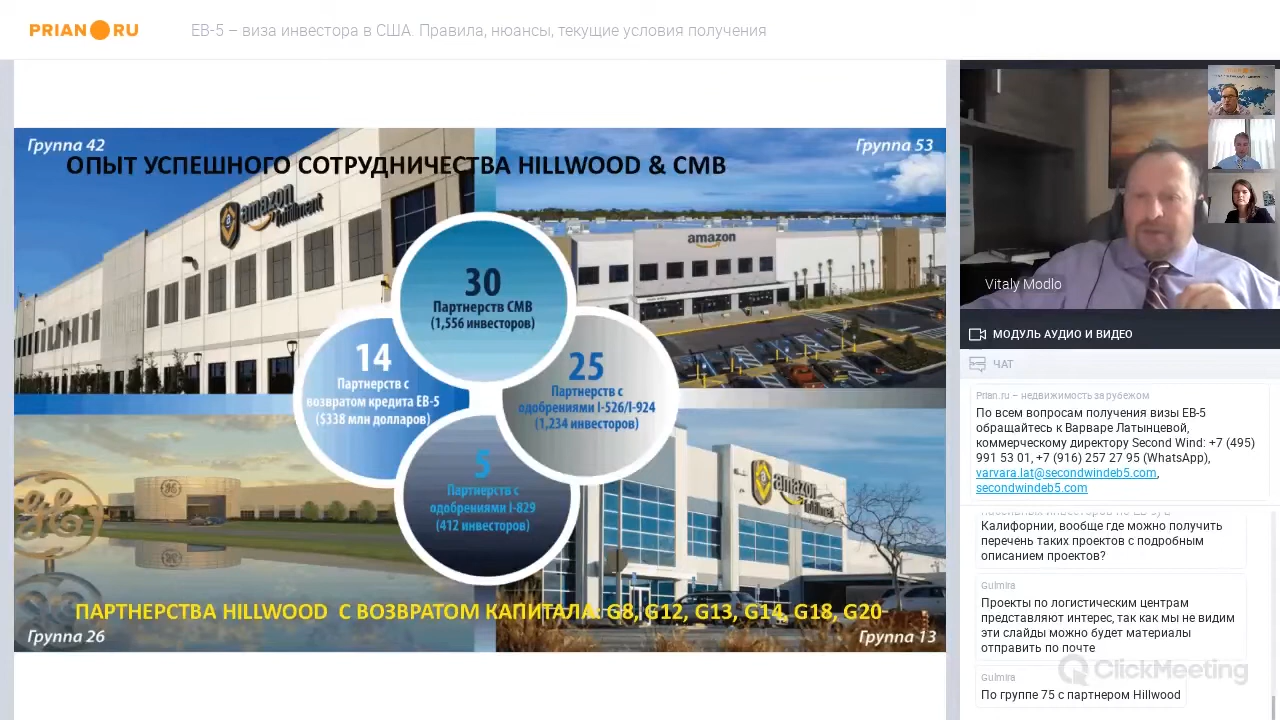 PRIAN RU
EB-5 – виза инвестора в США. Правила, нюансы, текущие условия получения
Группа 42
Группа 53
ОПЫТ УСПЕШНОГО СОТРУДНИЧЕСТВА HILLWOOD & CMB
amazon
fulfillment
amazon
30
Партнерств CMB
(1,556 инвесторов)
14
Партнерств с
возвратом кредита EB-5
($338 млн долларов)
25
Партнерств с
одобрениями I-526/I-924
(1,234 инвесторов)
5
Партнерств с
одобрениями I-829
(412 инвесторов)
amazon
fulfillment
ПАРТНЕРСТВА HILLWOOD С ВОЗВРАТОМ КАПИТАЛА: G8, G12, G13, G14, G18, G20
Группа 26
Группа 13
Vitaly Modlo
МОДУЛЬ АУДИО И ВИДЕО
ЧАТ
Prian.ru – недвижимость за рубежом
По всем вопросам получения визы EB-5
обращайтесь к Варваре Латынцевой,
коммерческому директору Second Wind: +7 (495)
991 53 01, +7 (916) 257 27 95 (WhatsApp),
varvara.lat@secondwindeb5.com,
secondwindeb5.com
Калифорнии, вообще где можно получить
перечень таких проектов с подробным
описанием проектов?
Gulmira
Проекты по логистическим центрам
представляют интерес, так как мы не видим
эти слайды можно будет материалы
отправить по почте
ClickMeeting
Gulmira
По группе 75 с партнером Hillwood